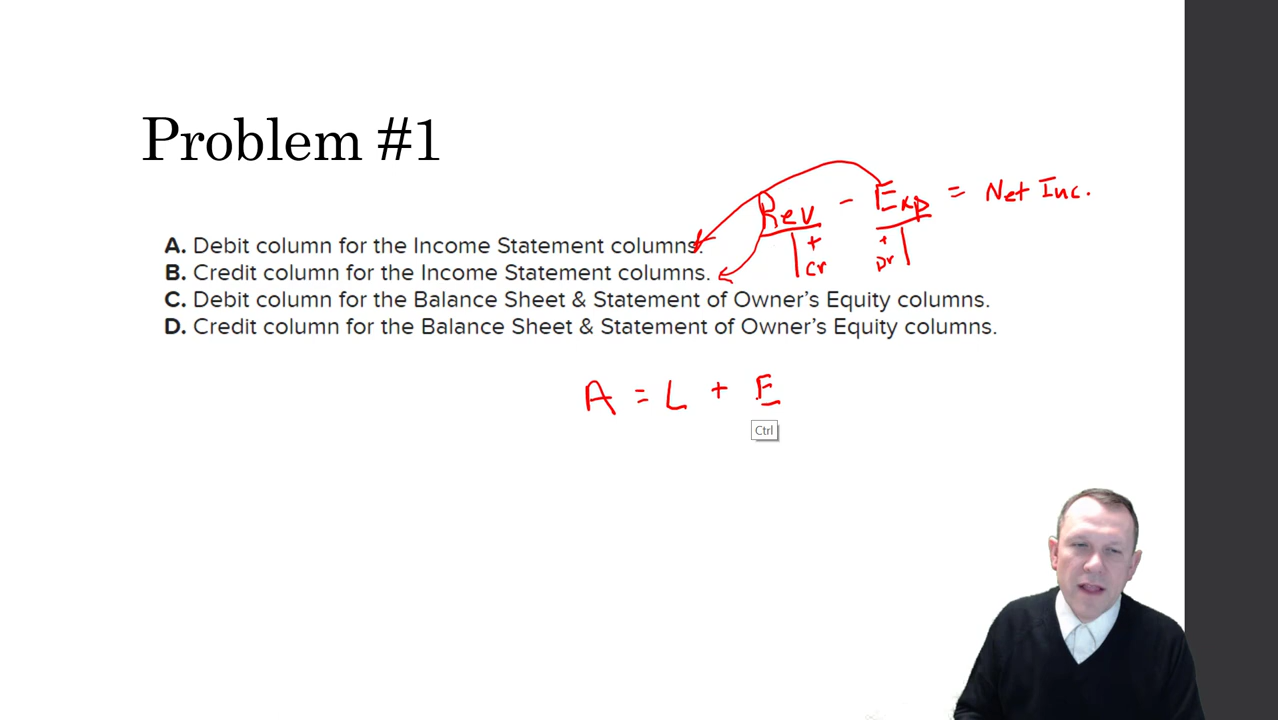 Problem #1
Rev - Exp = Net Inc.
+ +
Cr Dr
A. Debit column for the Income Statement columns.
B. Credit column for the Income Statement columns.
C. Debit column for the Balance Sheet & Statement of Owner's Equity columns.
D. Credit column for the Balance Sheet & Statement of Owner's Equity columns.
A = L + E
Ctrl